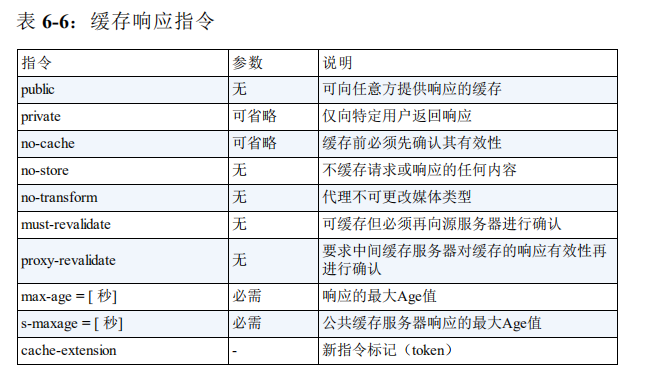 表 6-6：缓存响应指令
指令 参数 说明
public 无 可向任意方提供响应的缓存
private 可省略 仅向特定用户返回响应
no-cache 可省略 缓存前必须先确认其有效性
no-store 无 不缓存请求或响应的任何内容
no-transform 无 代理不可更改媒体类型
must-revalidate 无 可缓存但必须再向源服务器进行确认
proxy-revalidate 无 要求中间缓存服务器对缓存的响应有效性再
进行确认
max-age = [ 秒] 必需 响应的最大Age值
s-maxage = [ 秒] 必需 公共缓存服务器响应的最大Age值
cache-extension - 新指令标记（token）